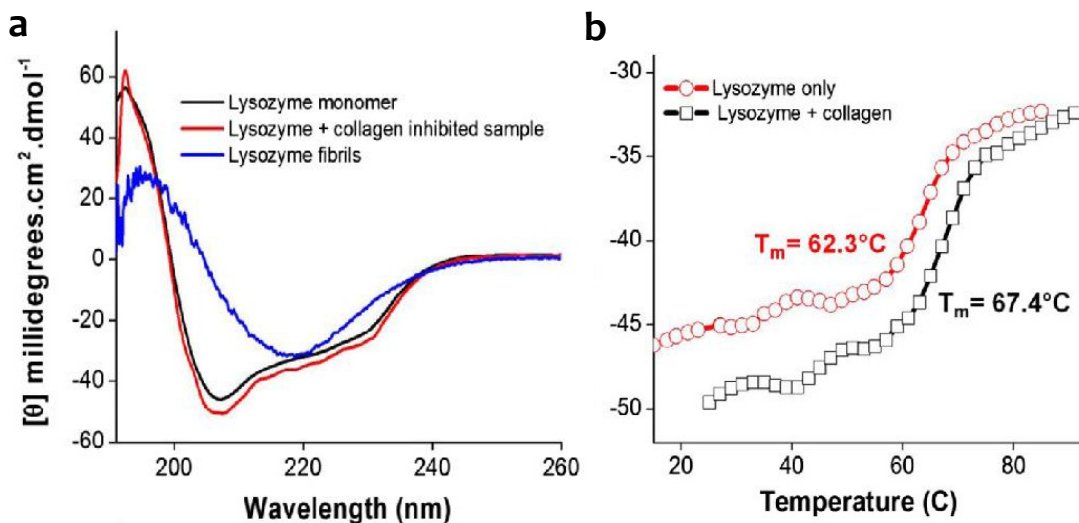 a
b
[θ] millidegrees.cm².dmol⁻¹
60
40
20
0
-20
-40
-60
Lysozyme monomer
Lysozyme + collagen inhibited sample
Lysozyme fibrils
200
220
240
260
Wavelength (nm)
-30
-35
-40
-45
-50
Lysozyme only
Lysozyme + collagen
Tm= 62.3°C
Tm= 67.4°C
20
40
60
80
Temperature (C)